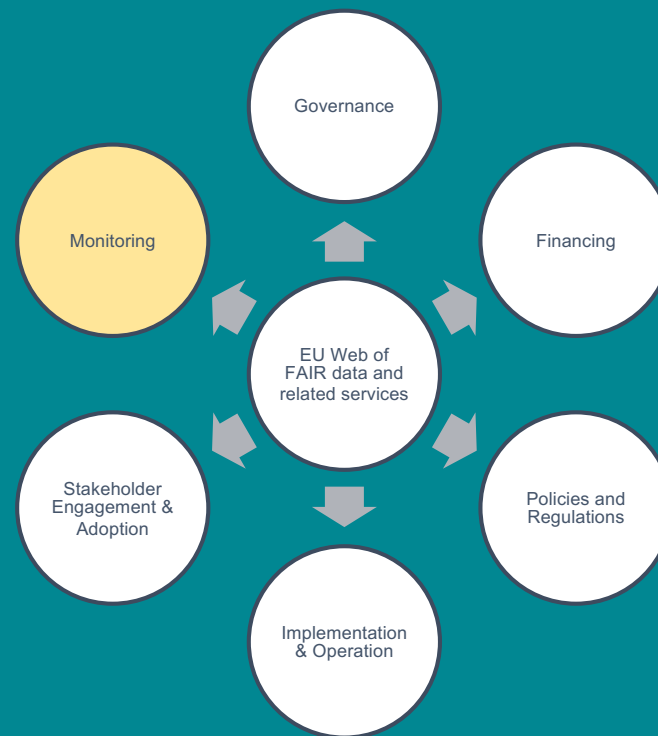 Governance
Monitoring
Financing
EU Web of
FAIR data and
related services
Stakeholder
Engagement &
Adoption
Policies and
Regulations
Implementation
& Operation